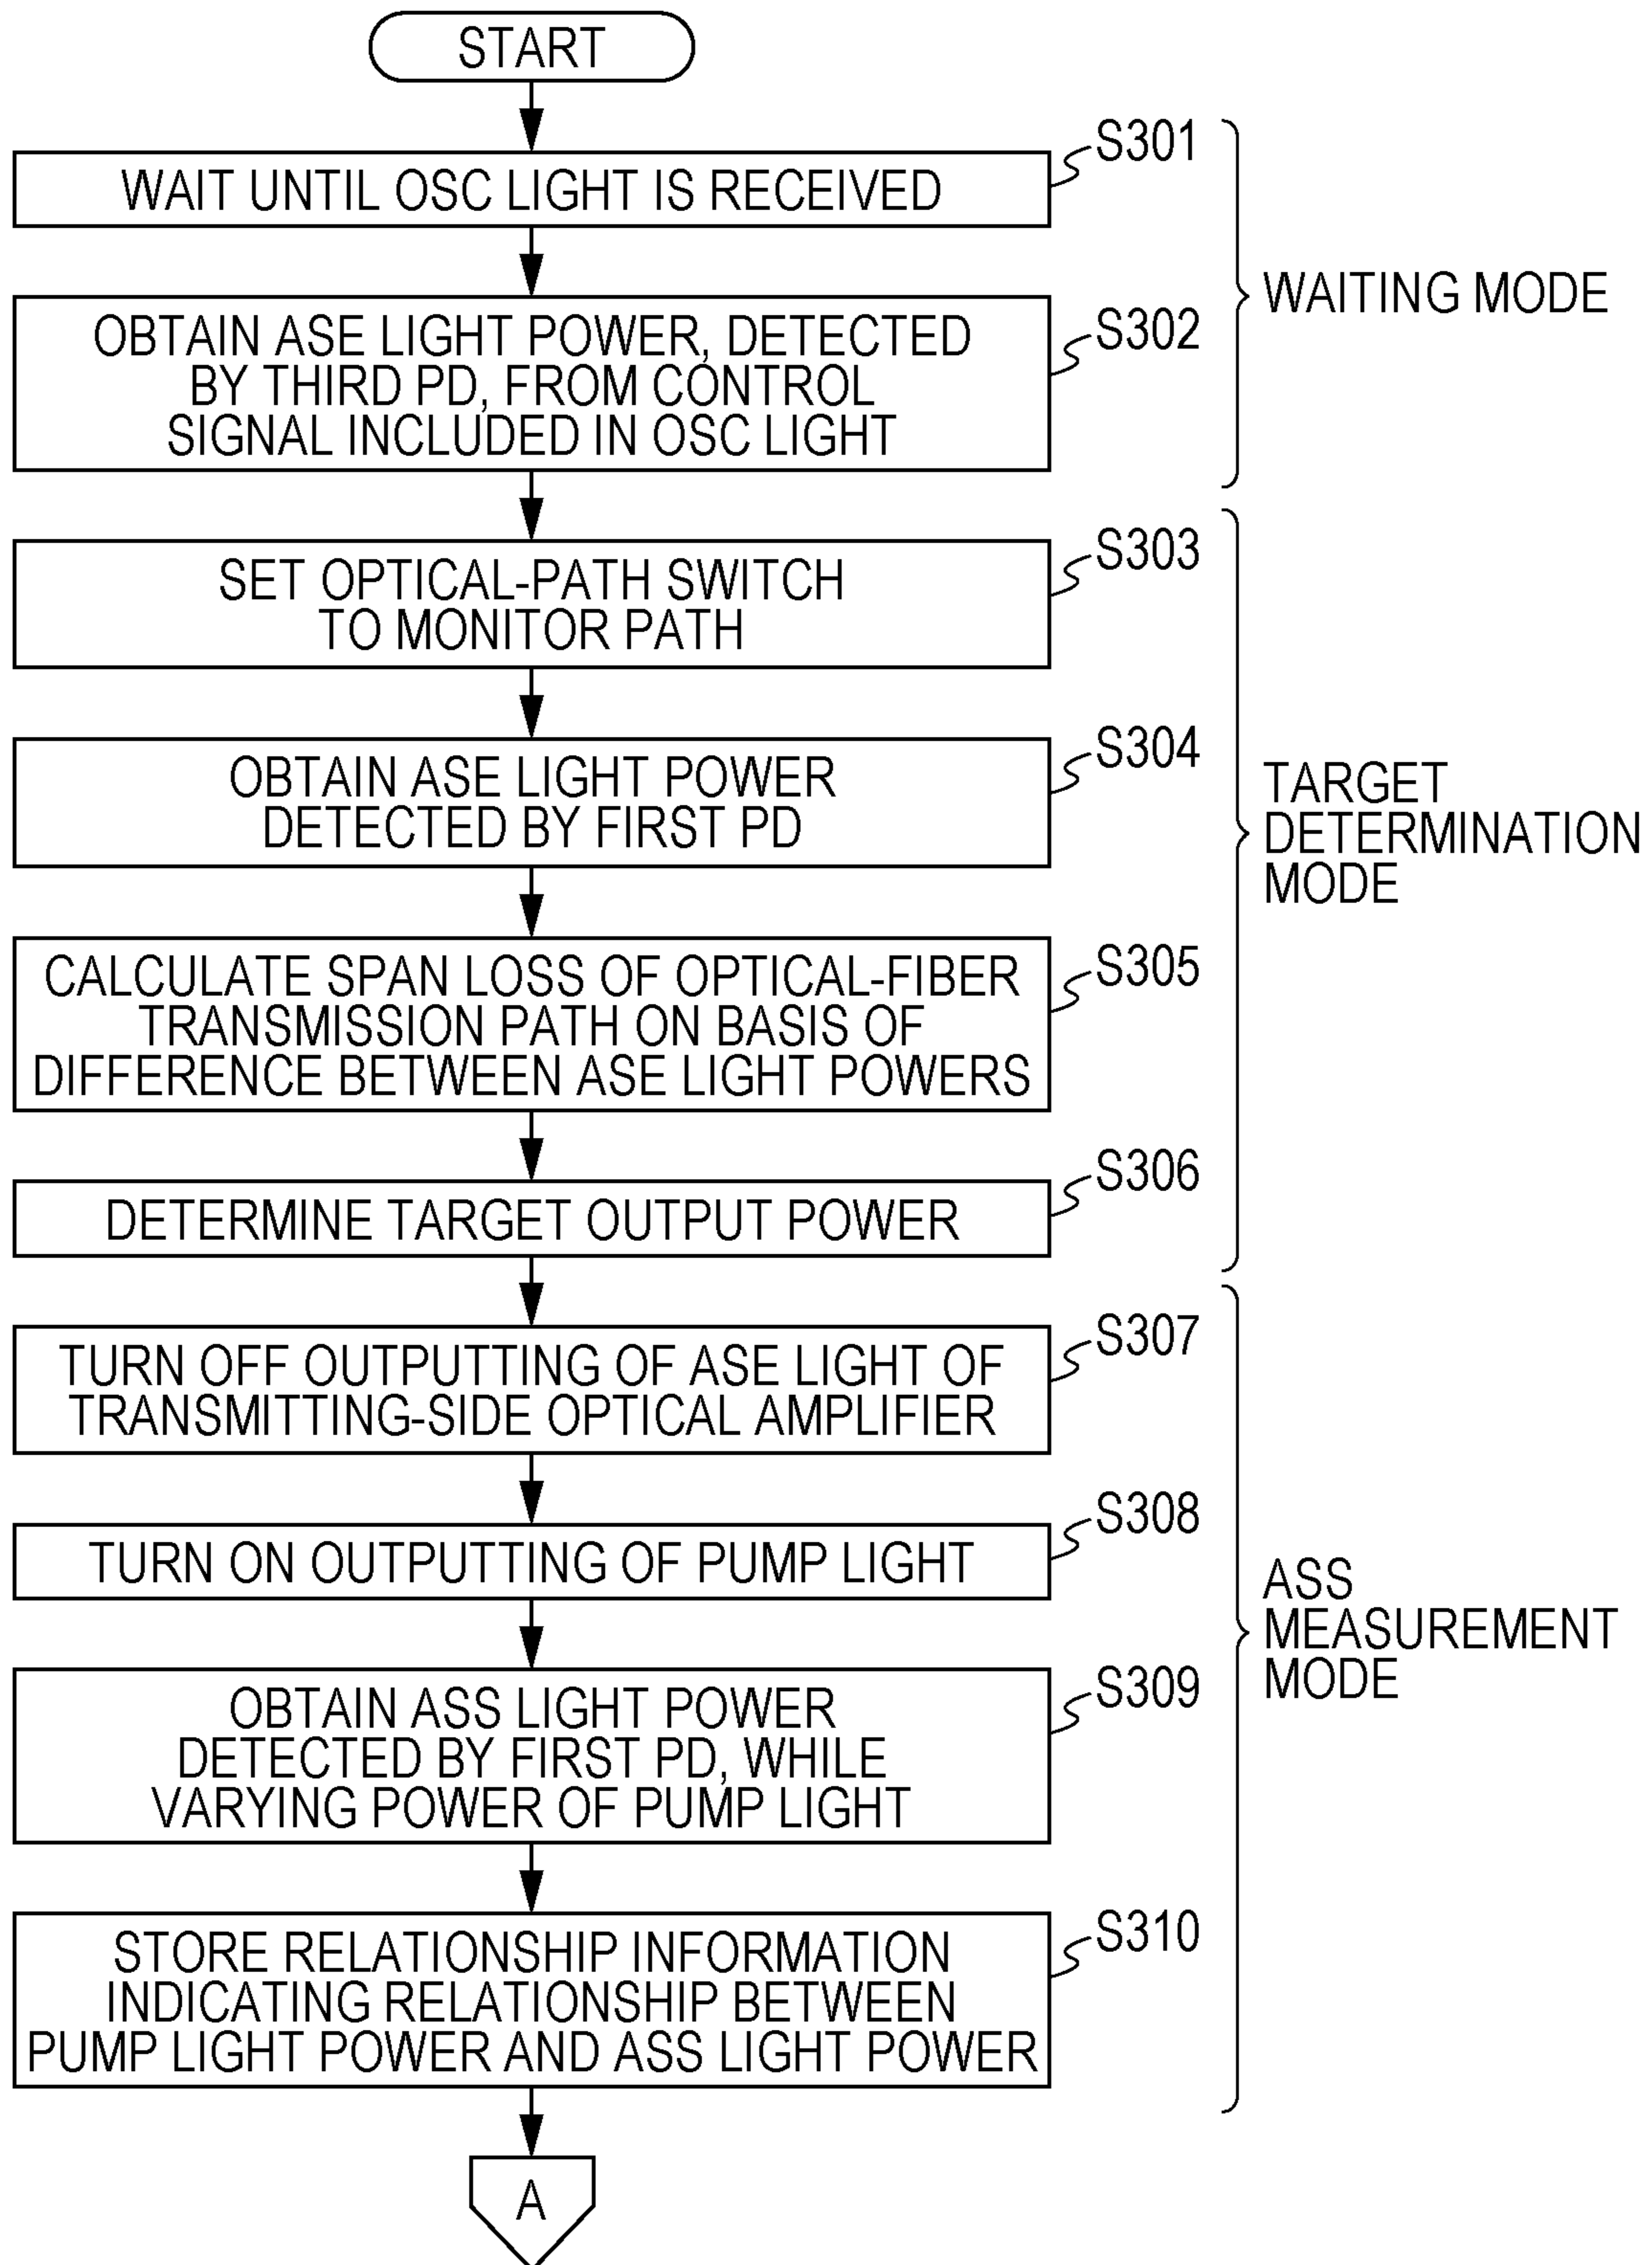 START
S301
WAIT UNTIL OSC LIGHT IS RECEIVED
WAITING MODE
S302
OBTAIN ASE LIGHT POWER, DETECTED
BY THIRD PD, FROM CONTROL
SIGNAL INCLUDED IN OSC LIGHT
S303
SET OPTICAL-PATH SWITCH
TO MONITOR PATH
S304
OBTAIN ASE LIGHT POWER
DETECTED BY FIRST PD
TARGET
DETERMINATION
MODE
S305
CALCULATE SPAN LOSS OF OPTICAL-FIBER
TRANSMISSION PATH ON BASIS OF
DIFFERENCE BETWEEN ASE LIGHT POWERS
S306
DETERMINE TARGET OUTPUT POWER
S307
TURN OFF OUTPUTTING OF ASE LIGHT OF
TRANSMITTING-SIDE OPTICAL AMPLIFIER
S308
TURN ON OUTPUTTING OF PUMP LIGHT
ASS
MEASUREMENT
MODE
S309
OBTAIN ASS LIGHT POWER
DETECTED BY FIRST PD, WHILE
VARYING POWER OF PUMP LIGHT
S310
STORE RELATIONSHIP INFORMATION
INDICATING RELATIONSHIP BETWEEN
PUMP LIGHT POWER AND ASS LIGHT POWER
A